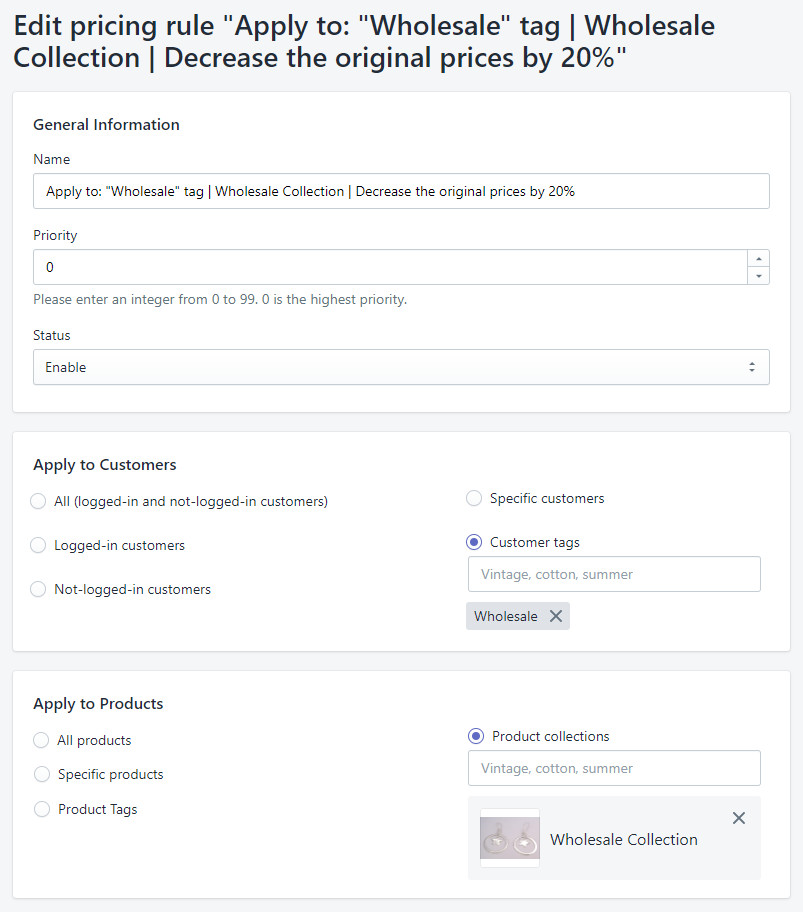 Edit pricing rule "Apply to: "Wholesale" tag | Wholesale
Collection | Decrease the original prices by 20%"
General Information
Name
Apply to: "Wholesale" tag | Wholesale Collection | Decrease the original prices by 20%
Priority
0
Please enter an integer from 0 to 99. 0 is the highest priority.
Status
Enable
Apply to Customers
All (logged-in and not-logged-in customers)
Logged-in customers
Not-logged-in customers
Specific customers
Customer tags
Vintage, cotton, summer
Wholesale
Apply to Products
All products
Specific products
Product Tags
Product collections
Vintage, cotton, summer
Wholesale Collection